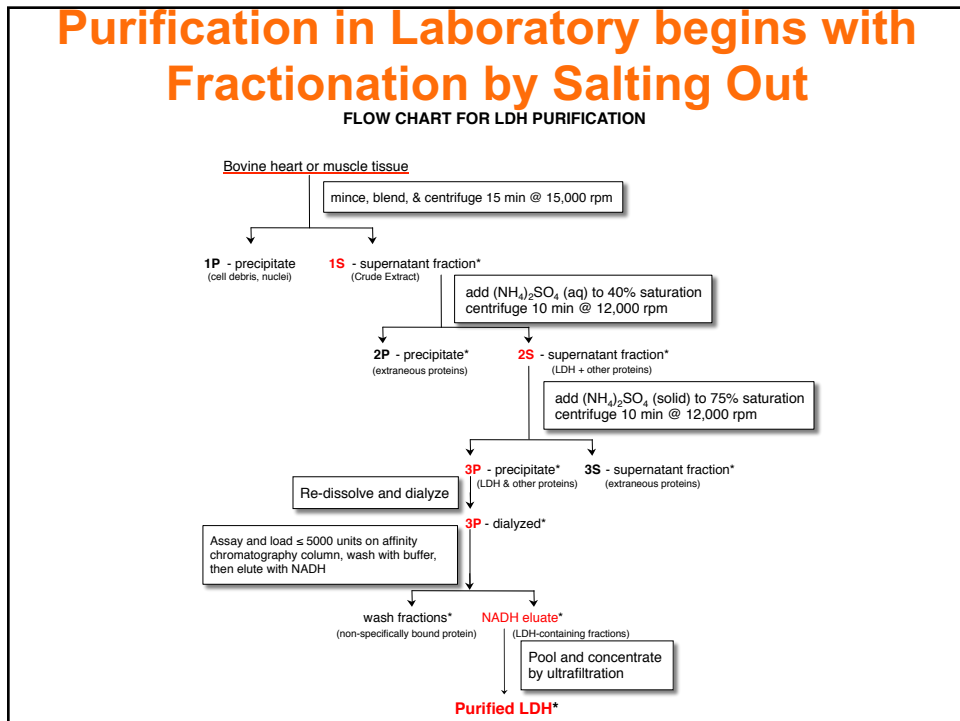 Purification in Laboratory begins with
Fractionation by Salting Out
FLOW CHART FOR LDH PURIFICATION
Bovine heart or muscle tissue
mince, blend, & centrifuge 15 min @ 15,000 rpm
1P - precipitate
(cell debris, nuclei)
1S - supernatant fraction*
(Crude Extract)
add (NH₄)₂SO₄ (aq) to 40% saturation
centrifuge 10 min @ 12,000 rpm
2P - precipitate*
(extraneous proteins)
2S - supernatant fraction*
(LDH + other proteins)
add (NH₄)₂SO₄ (solid) to 75% saturation
centrifuge 10 min @ 12,000 rpm
3P - precipitate*
(LDH & other proteins)
3S - supernatant fraction*
(extraneous proteins)
Re-dissolve and dialyze
3P - dialyzed*
Assay and load ≤ 5000 units on affinity
chromatography column, wash with buffer,
then elute with NADH
wash fractions*
(non-specifically bound protein)
NADH eluate*
(LDH-containing fractions)
Pool and concentrate
by ultrafiltration
Purified LDH*